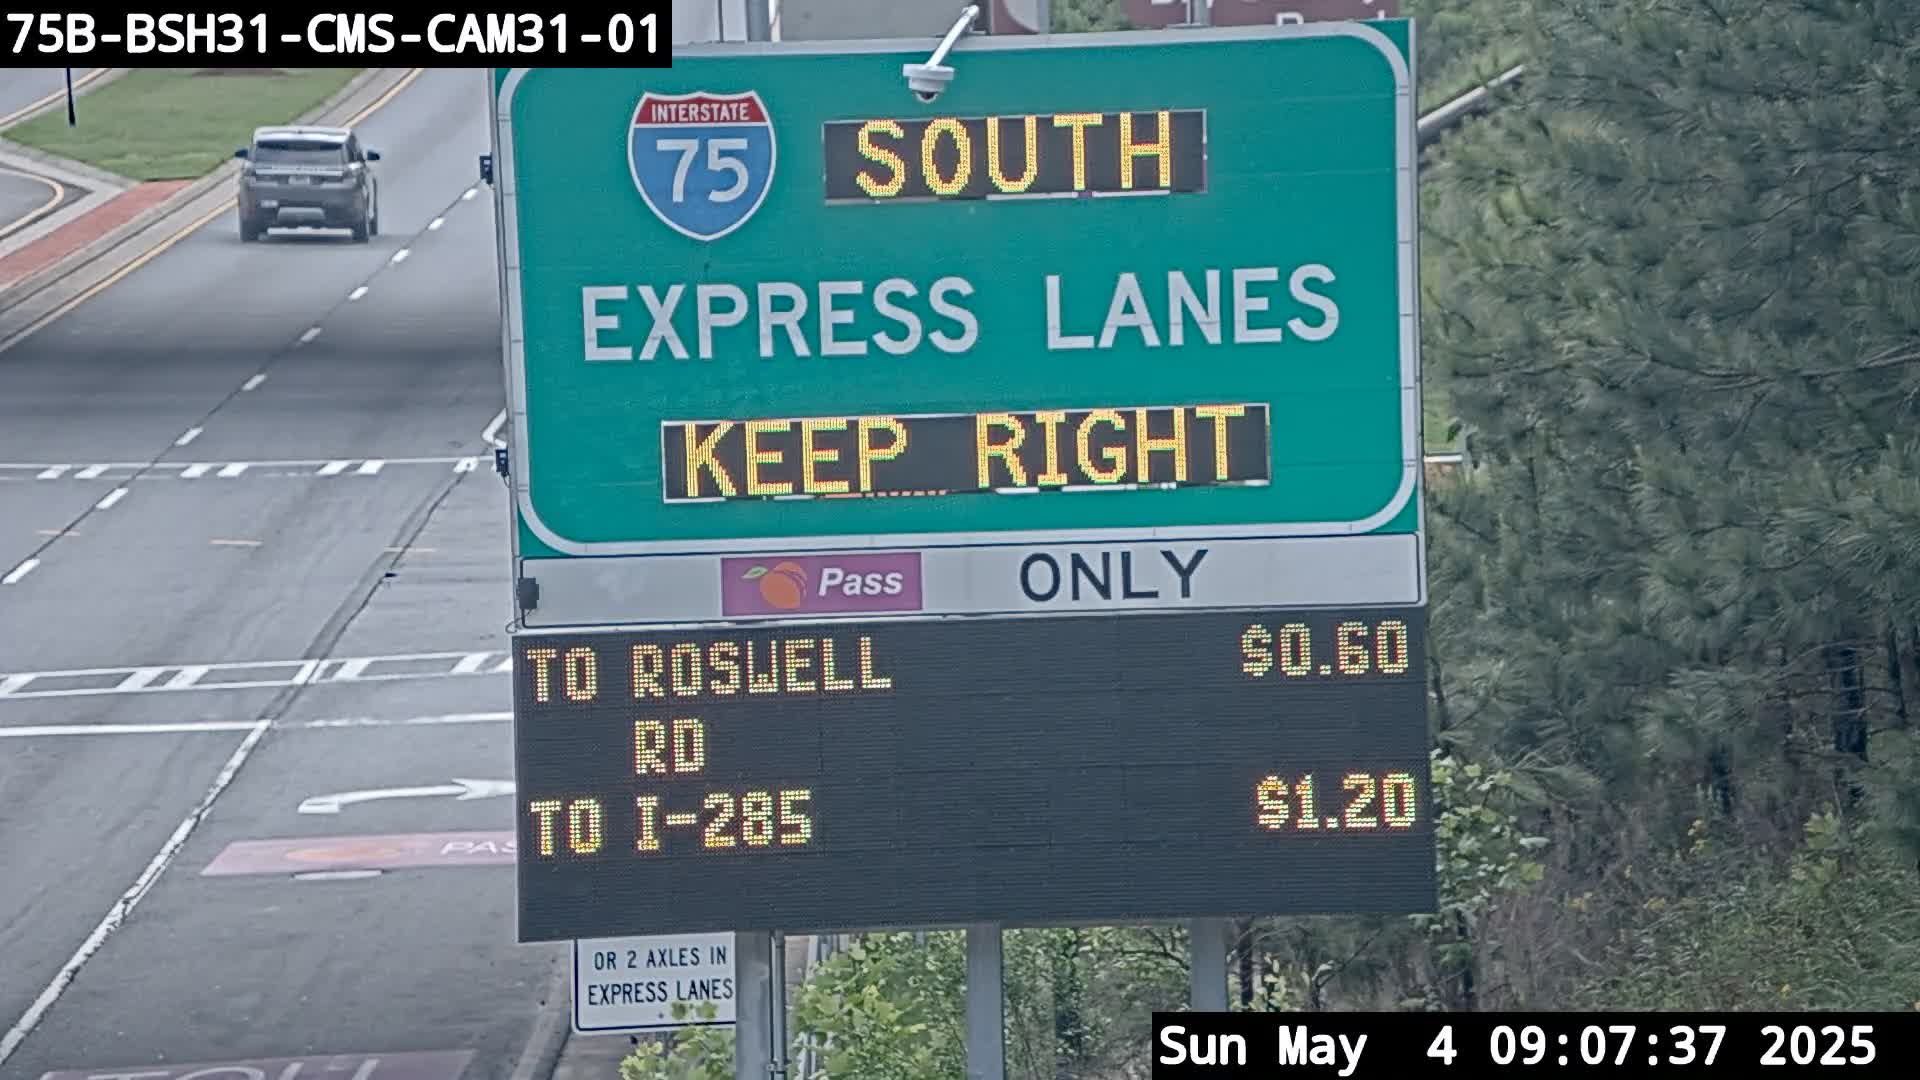 75B-BSH31-CMS-CAM31-01
INTERSTATE
75
SOUTH
EXPRESS LANES
KEEP RIGHT
Pass
ONLY
TO ROSWELL $0.60
RD
TO I-285 $1.20
OR 2 AXLES IN
EXPRESS LANES
Sun May 4 09:07:37 2025